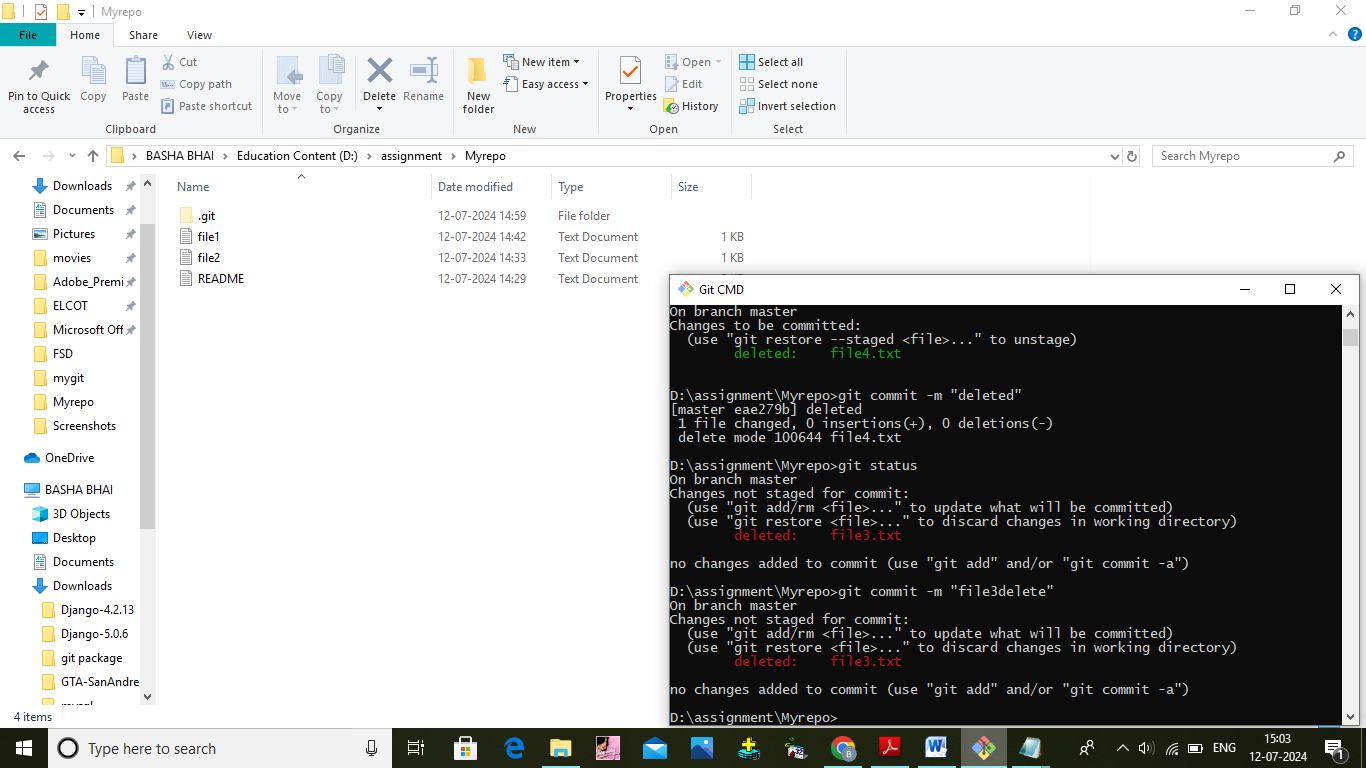 Myrepo
File Home Share View
Pin to Quick access
Copy
Paste
Cut
Copy path
Paste shortcut
Clipboard
Move to
Copy to
Delete
Rename
Organize
New folder
New item
Easy access
New
Properties
Open
Edit
History
Open
Select all
Select none
Invert selection
Select
BASHA BHAI > Education Content (D:) > assignment > Myrepo
Search Myrepo
Downloads
Documents
Pictures
movies
Adobe_Premi
ELCOT
Microsoft Off
FSD
mygit
Myrepo
Screenshots
OneDrive
BASHA BHAI
3D Objects
Desktop
Documents
Downloads
Django-4.2.13
Django-5.0.6
git package
GTA-SanAndre
Name Date modified Type Size
.git 12-07-2024 14:59 File folder
file1 12-07-2024 14:42 Text Document 1 KB
file2 12-07-2024 14:33 Text Document 1 KB
README 12-07-2024 14:29 Text Document
Git CMD
On branch master
Changes to be committed:
(use "git restore --staged <file>..." to unstage)
deleted: file4.txt
D:\assignment\Myrepo>git commit -m "deleted"
[master eae279b] deleted
1 file changed, 0 insertions(+), 0 deletions(-)
delete mode 100644 file4.txt
D:\assignment\Myrepo>git status
On branch master
Changes not staged for commit:
(use "git add/rm <file>..." to update what will be committed)
(use "git restore <file>..." to discard changes in working directory)
deleted: file3.txt
no changes added to commit (use "git add" and/or "git commit -a")
D:\assignment\Myrepo>git commit -m "file3delete"
On branch master
Changes not staged for commit:
(use "git add/rm <file>..." to update what will be committed)
(use "git restore <file>..." to discard changes in working directory)
deleted: file3.txt
no changes added to commit (use "git add" and/or "git commit -a")
D:\assignment\Myrepo>
4 items
Type here to search
ENG
15:03
12-07-2024
1